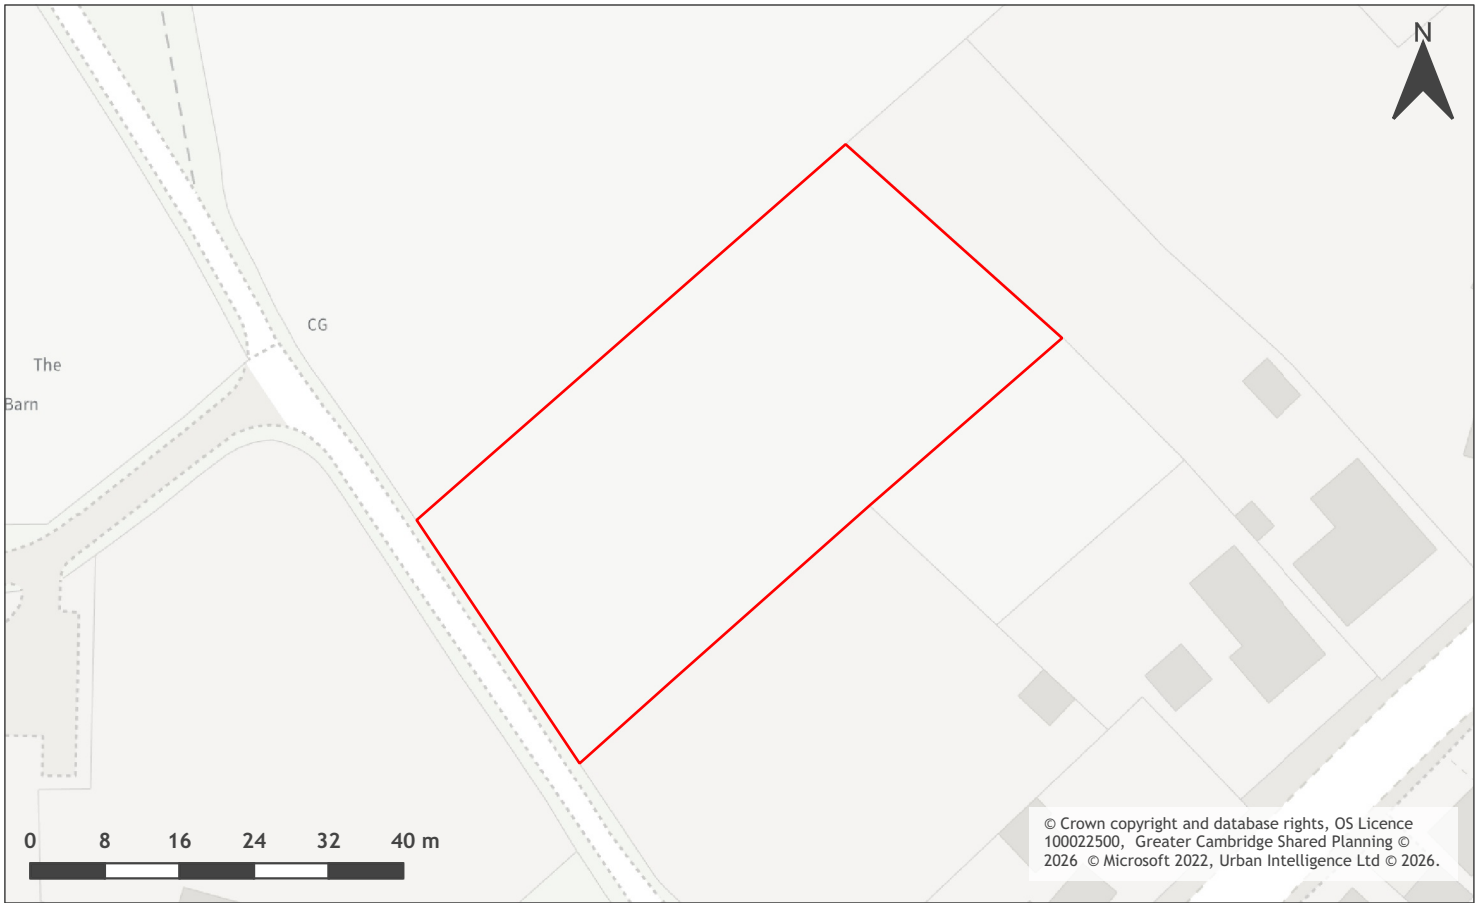 N
CG
The
Barn
0 8 16 24 32 40 m
© Crown copyright and database rights, OS Licence
100022500, Greater Cambridge Shared Planning ©
2026 © Microsoft 2022, Urban Intelligence Ltd © 2026.